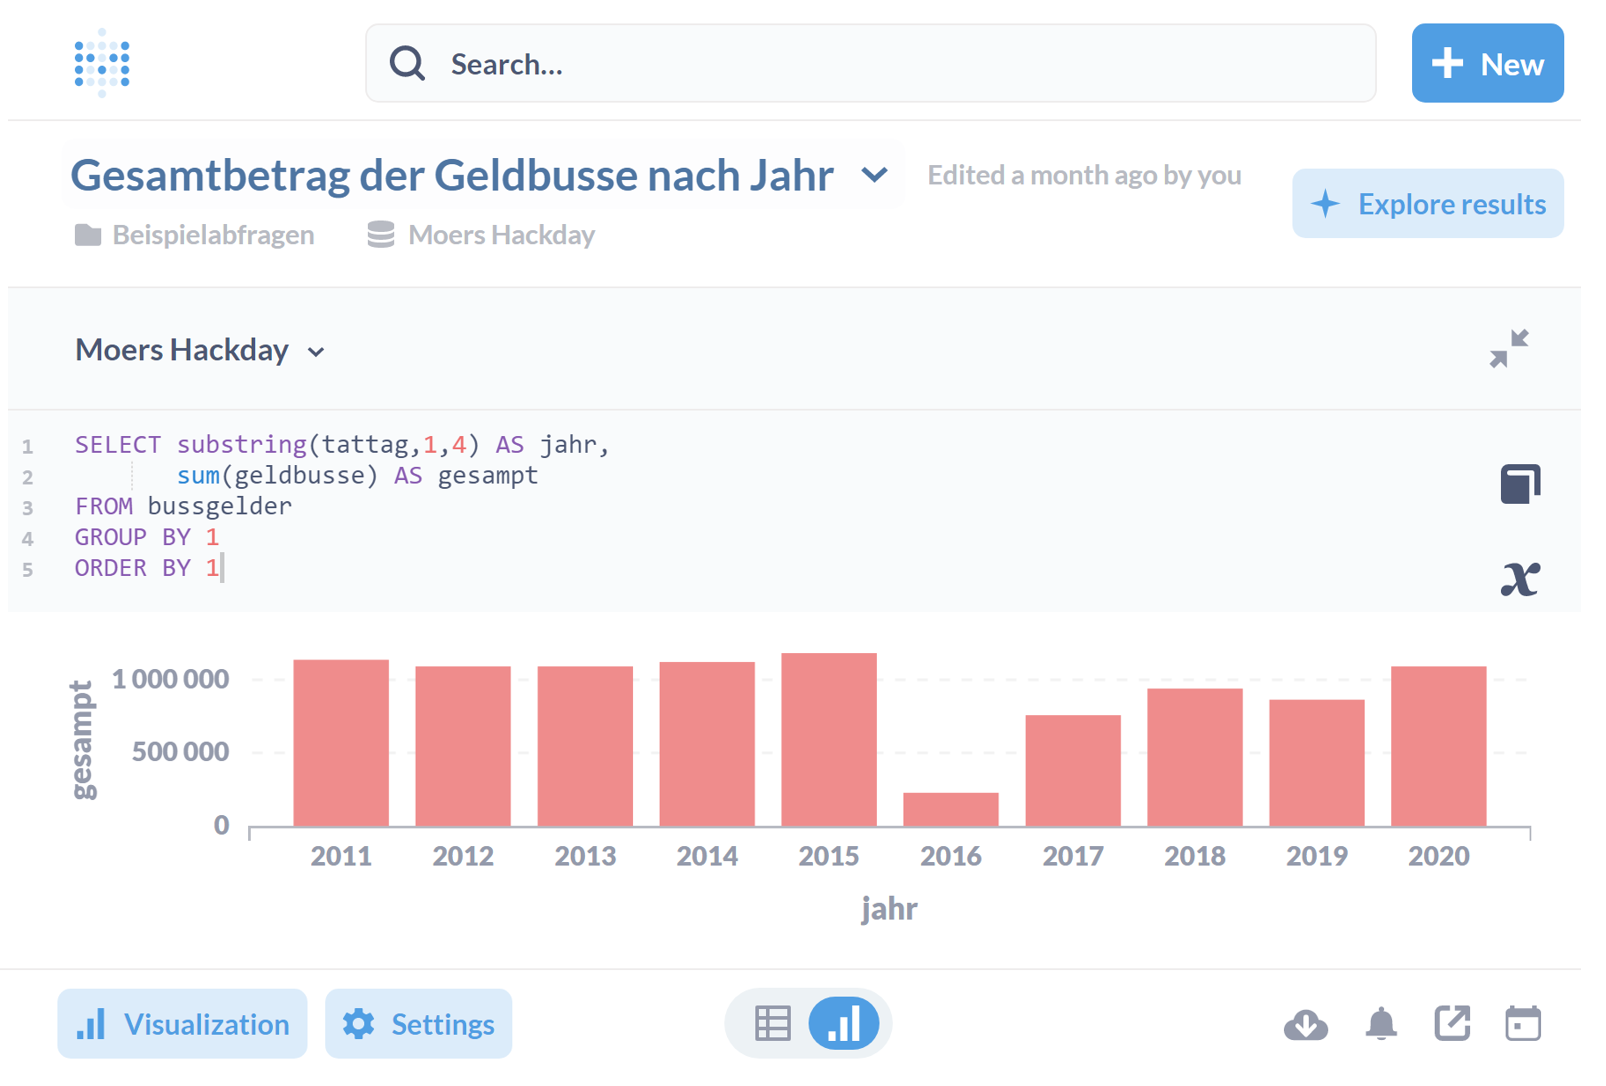 Search...
New
Gesamtbetrag der Geldbusse nach Jahr
Edited a month ago by you
Explore results
Beispielabfragen
Moers Hackday
Moers Hackday
1 SELECT substring(tattag,1,4) AS jahr,
2 sum(geldbusse) AS gesampt
3 FROM bussgelder
4 GROUP BY 1
5 ORDER BY 1
x
gesampt
1 000 000
500 000
0
2011 2012 2013 2014 2015 2016 2017 2018 2019 2020
jahr
Visualization
Settings